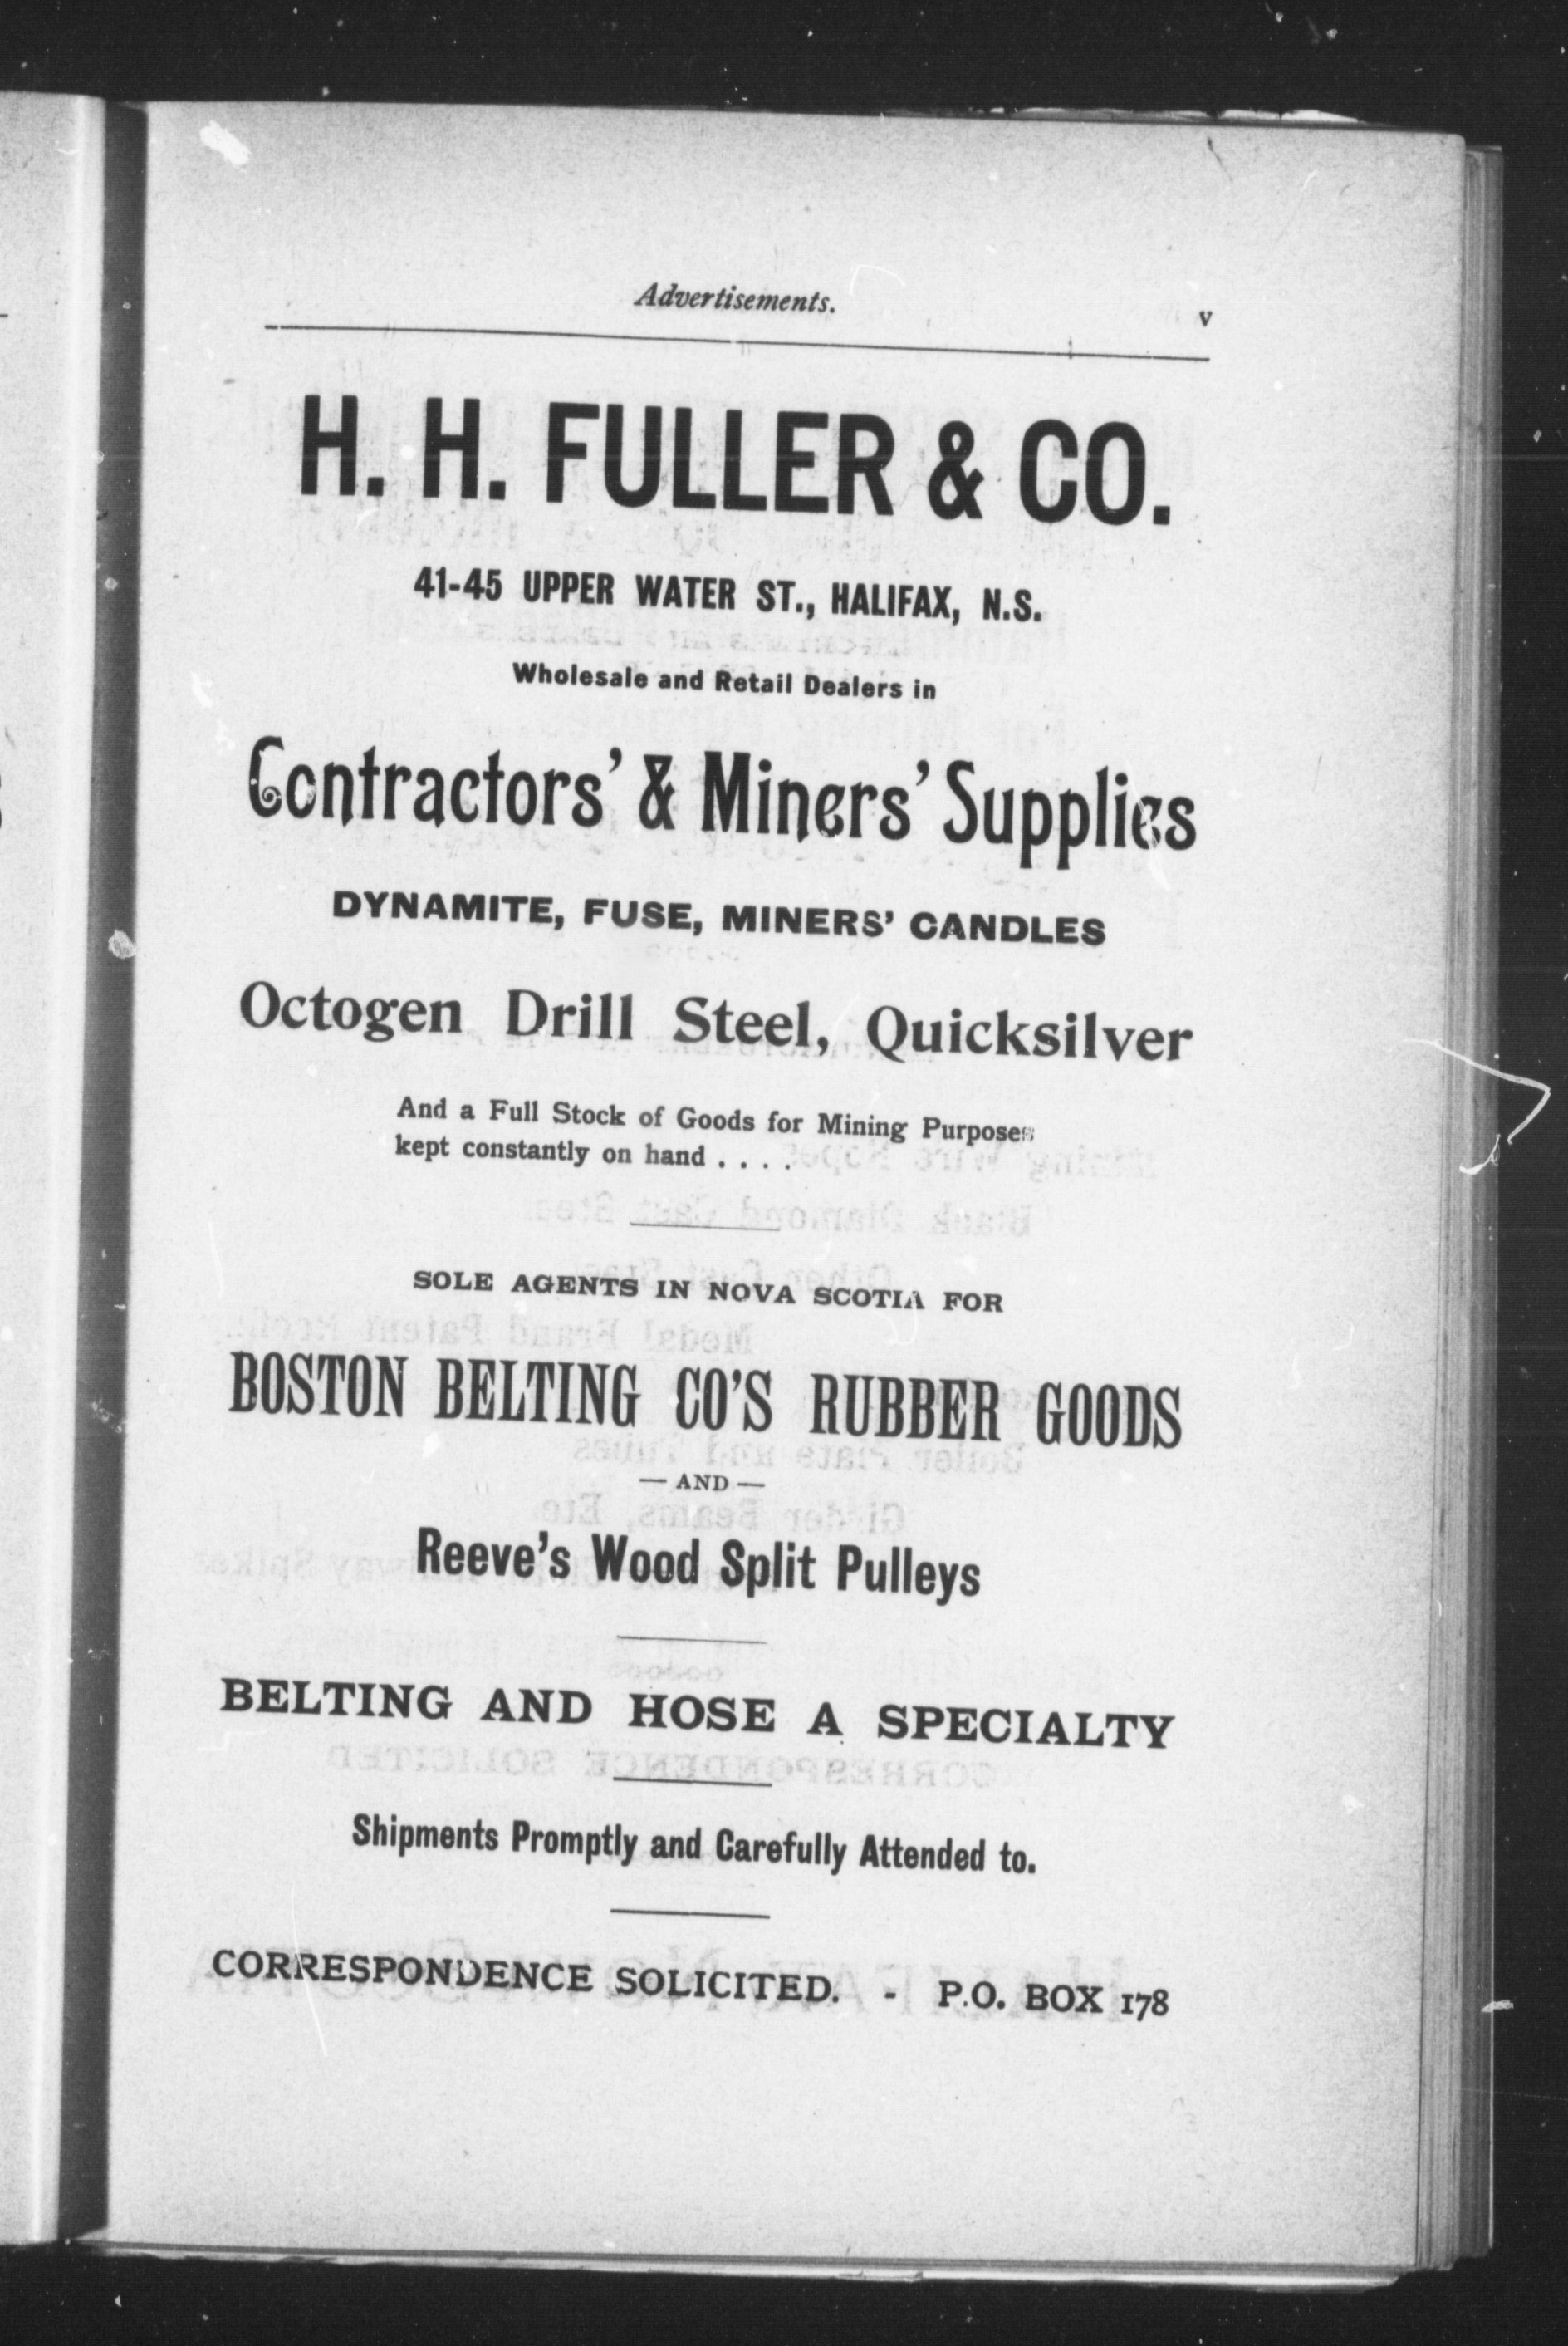 Advertisements. v
H. H. FULLER & CO.
41-45 UPPER WATER ST., HALIFAX, N.S.
Wholesale and Retail Dealers in
Contractors' & Miners' Supplies
DYNAMITE, FUSE, MINERS' CANDLES
Octogen Drill Steel, Quicksilver
And a Full Stock of Goods for Mining Purposes
kept constantly on hand . . . .
SOLE AGENTS IN NOVA SCOTIA FOR
BOSTON BELTING CO'S RUBBER GOODS
— AND —
Reeve's Wood Split Pulleys
BELTING AND HOSE A SPECIALTY
Shipments Promptly and Carefully Attended to.
CORRESPONDENCE SOLICITED. - P.O. BOX 178